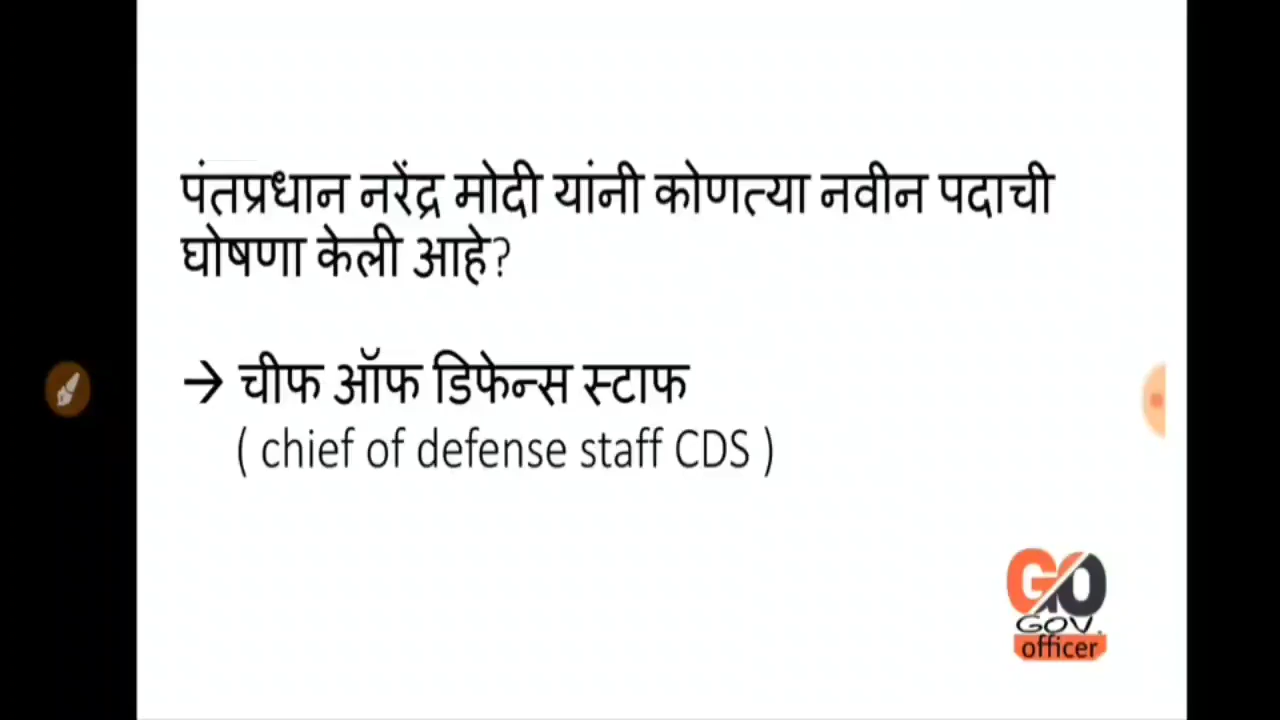 पंतप्रधान नरेंद्र मोदी यांनी कोणत्या नवीन पदाची
घोषणा केली आहे?
→ चीफ ऑफ डिफेन्स स्टाफ
( chief of defense staff CDS )
GO
GOV.
officer